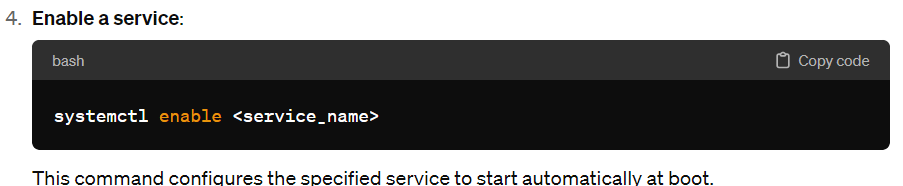 4. Enable a service:
bash Copy code
systemctl enable <service_name>
This command configures the specified service to start automatically at boot.